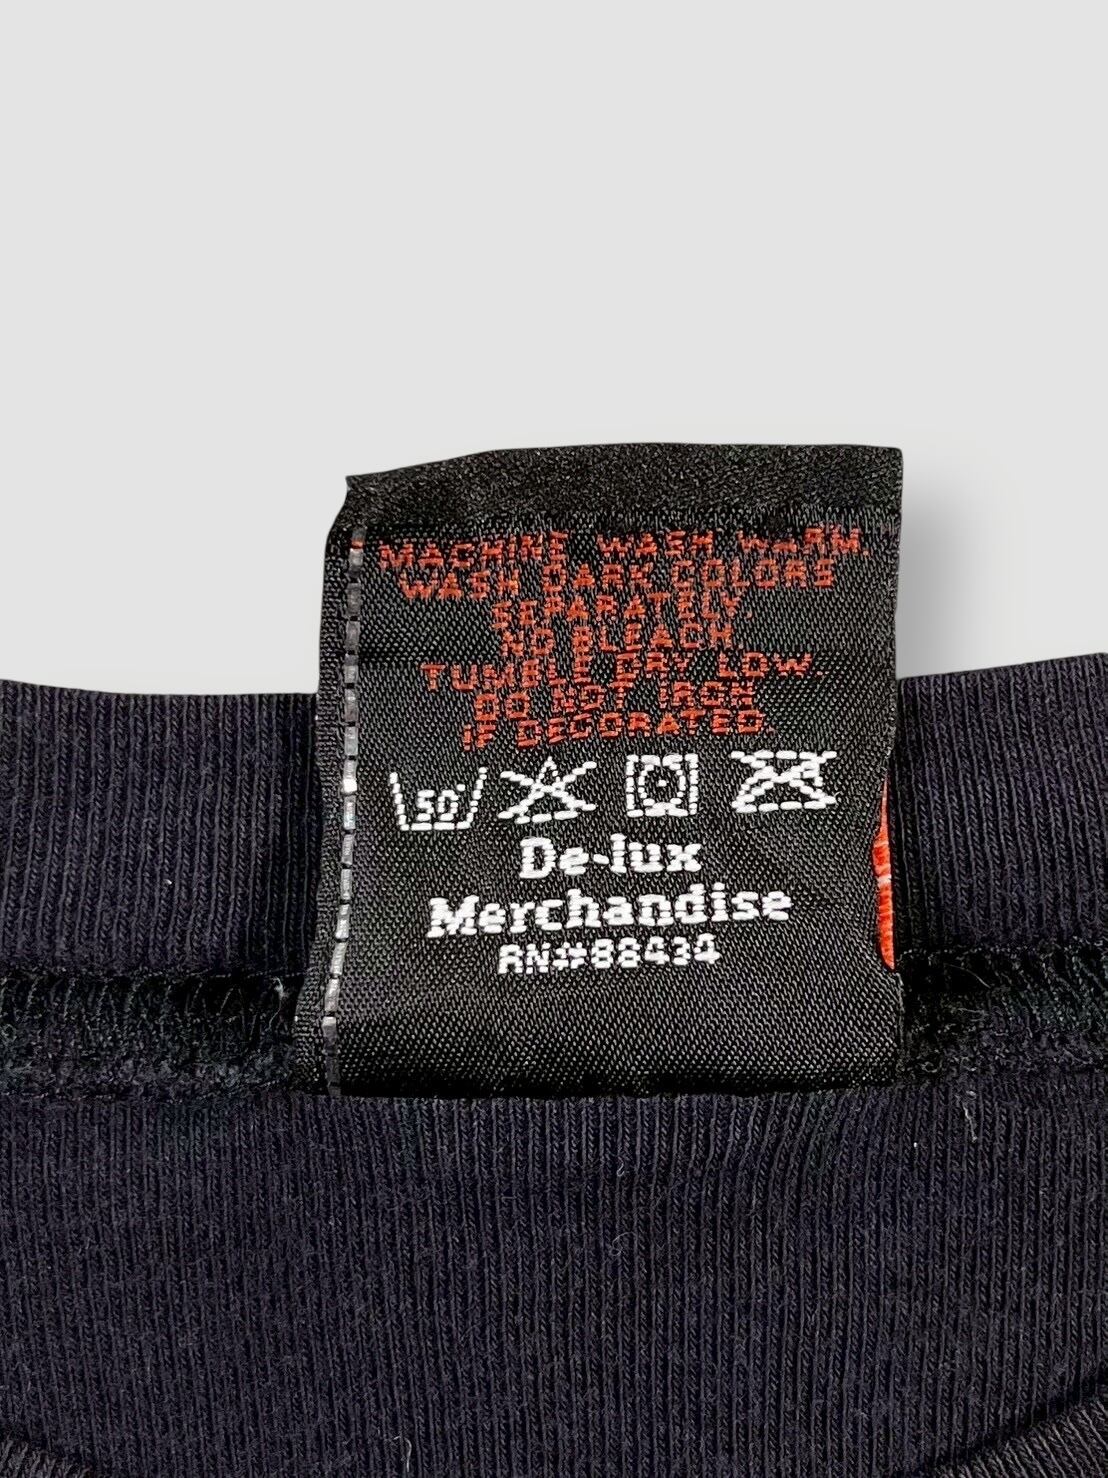 MACHINE WASH WARM.
WASH DARK COLORS
SEPARATELY.
NO BLEACH.
TUMBLE DRY LOW.
DO NOT IRON
IF DECORATED.
50°
De-lux
Merchandise
RN#88434